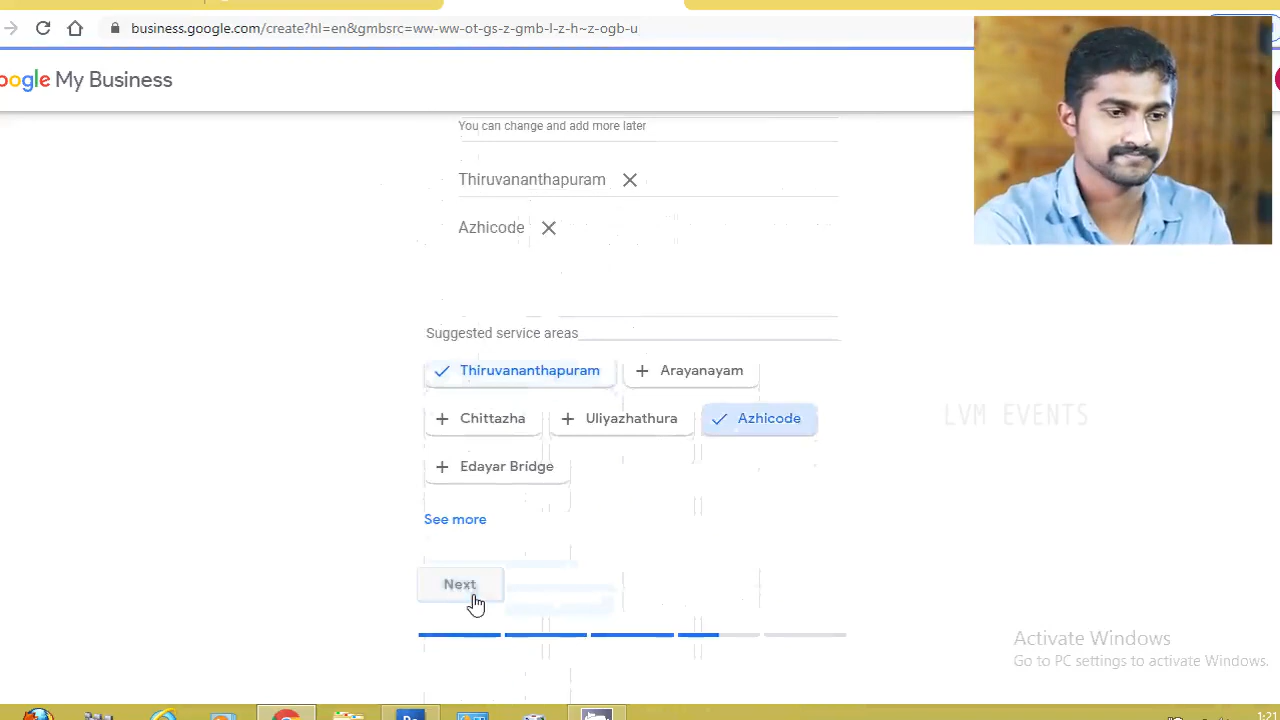 business.google.com/create?hl=en&gmbsrc=ww-ww-ot-gs-z-gmb-l-z-h~z-ogb-u
oogle My Business
You can change and add more later
Thiruvananthapuram
Azhicode
Suggested service areas
Thiruvananthapuram
Arayanayam
Chittazha
Uliyazhathura
Azhicode
Edayar Bridge
See more
Next
LVM EVENTS
Activate Windows
Go to PC settings to activate Windows.
1:21